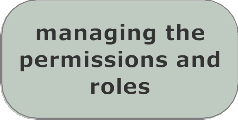 managing the
permissions and
roles